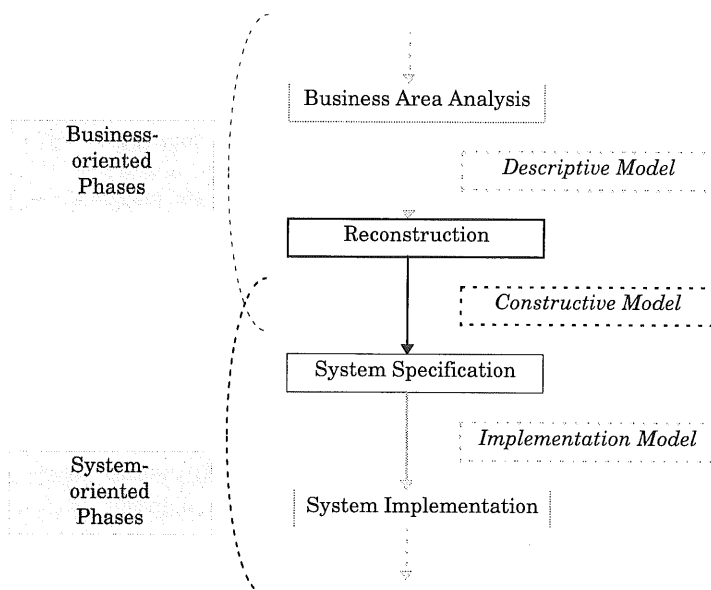 Business Area Analysis
Business-
oriented
Phases
Descriptive Model
Reconstruction
Constructive Model
System Specification
Implementation Model
System-
oriented
Phases
System Implementation